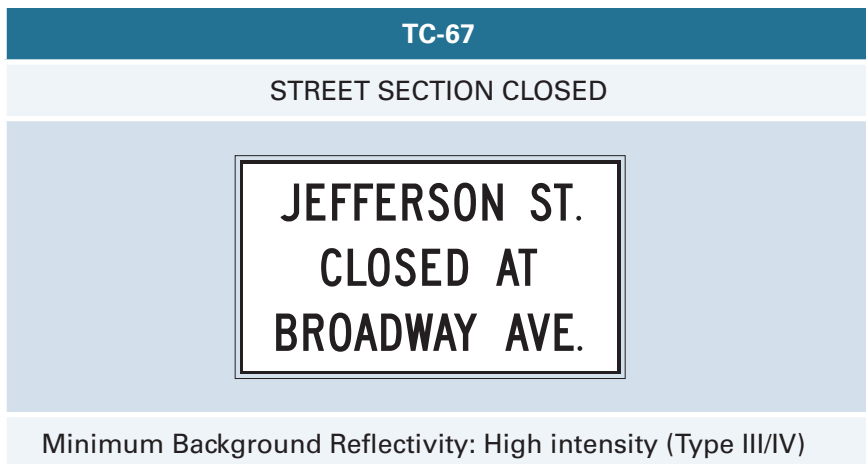 TC-67
STREET SECTION CLOSED
JEFFERSON ST.
CLOSED AT
BROADWAY AVE.
Minimum Background Reflectivity: High intensity (Type III/IV)